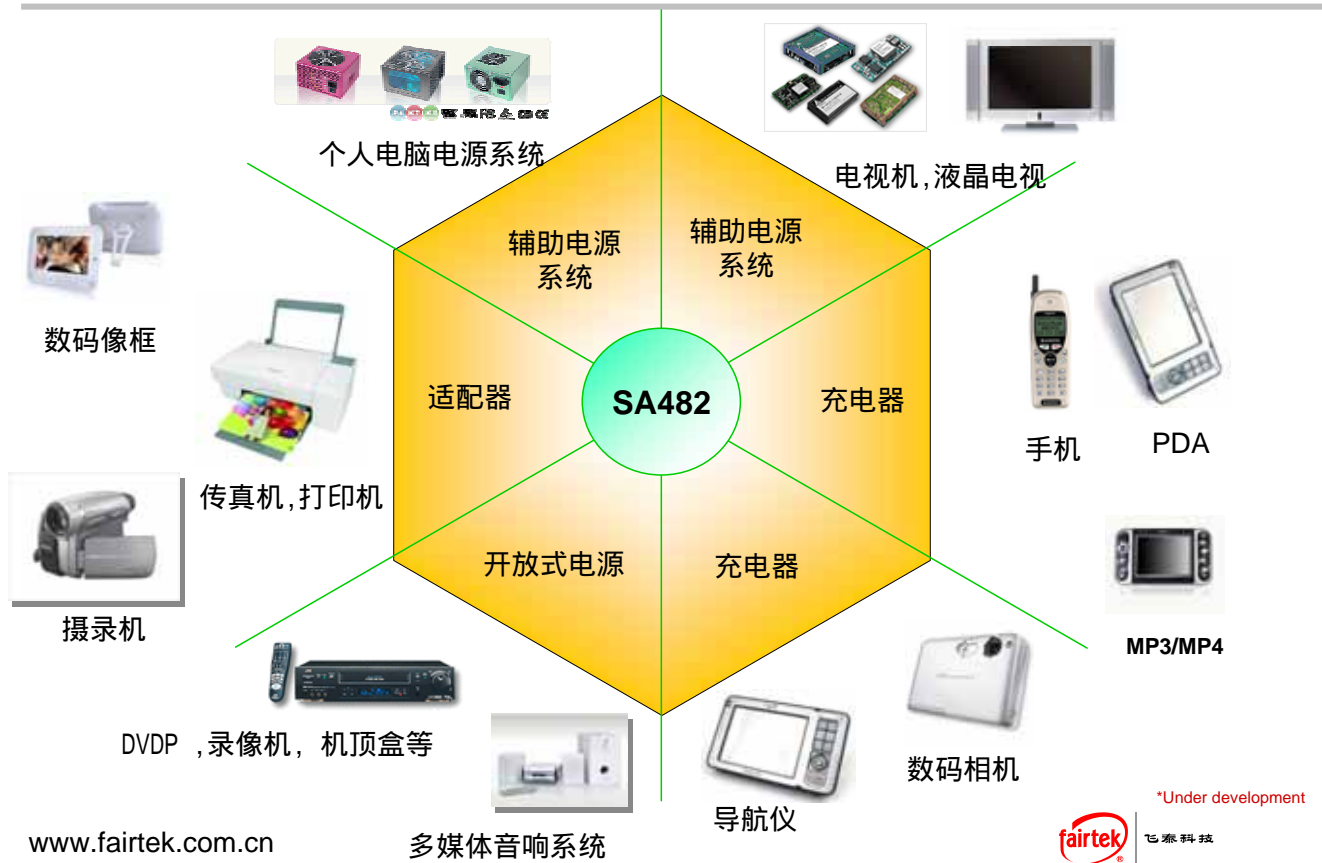 个人电脑电源系统
电视机,液晶电视
辅助电源
系统
辅助电源
系统
数码像框
适配器
SA482
充电器
手机
PDA
传真机,打印机
开放式电源
充电器
摄录机
MP3/MP4
DVDP ,录像机, 机顶盒等
数码相机
导航仪
*Under development
www.fairtek.com.cn
多媒体音响系统
fairtek
飞泰科技